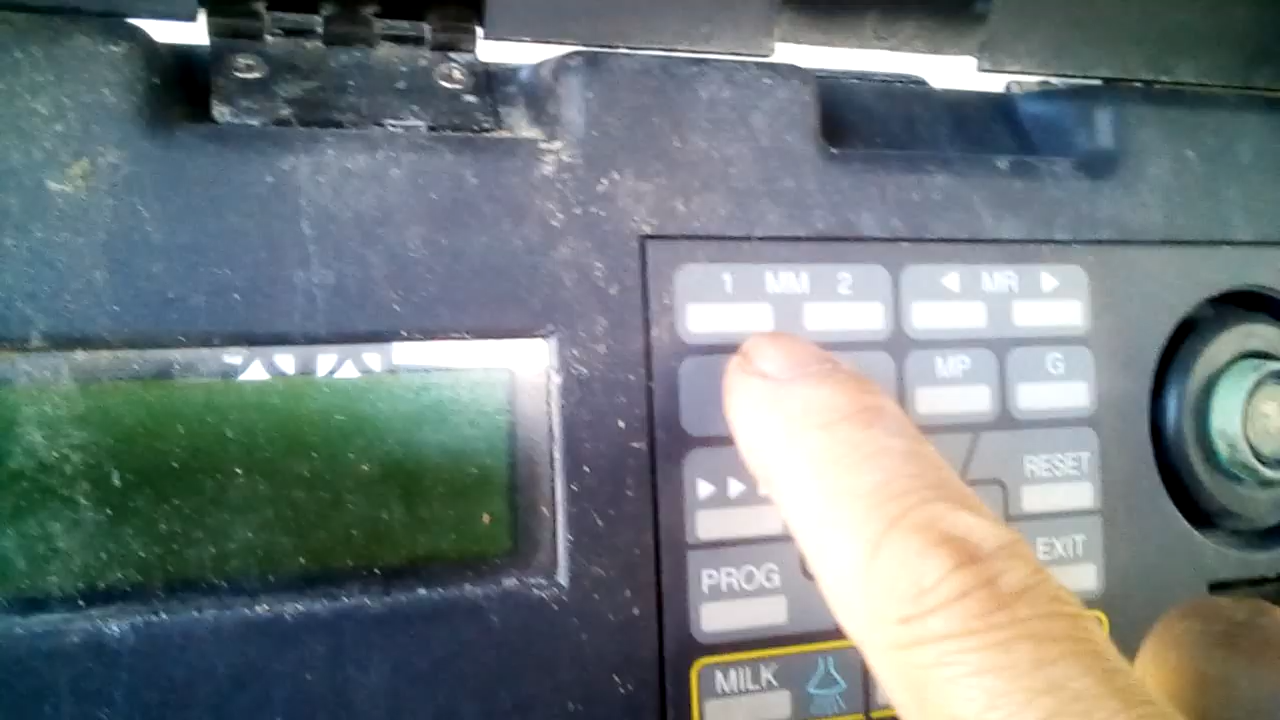 1 MM 2 ◀ MR ▶
MP G
▶▶ RESET
EXIT
PROG
MILK